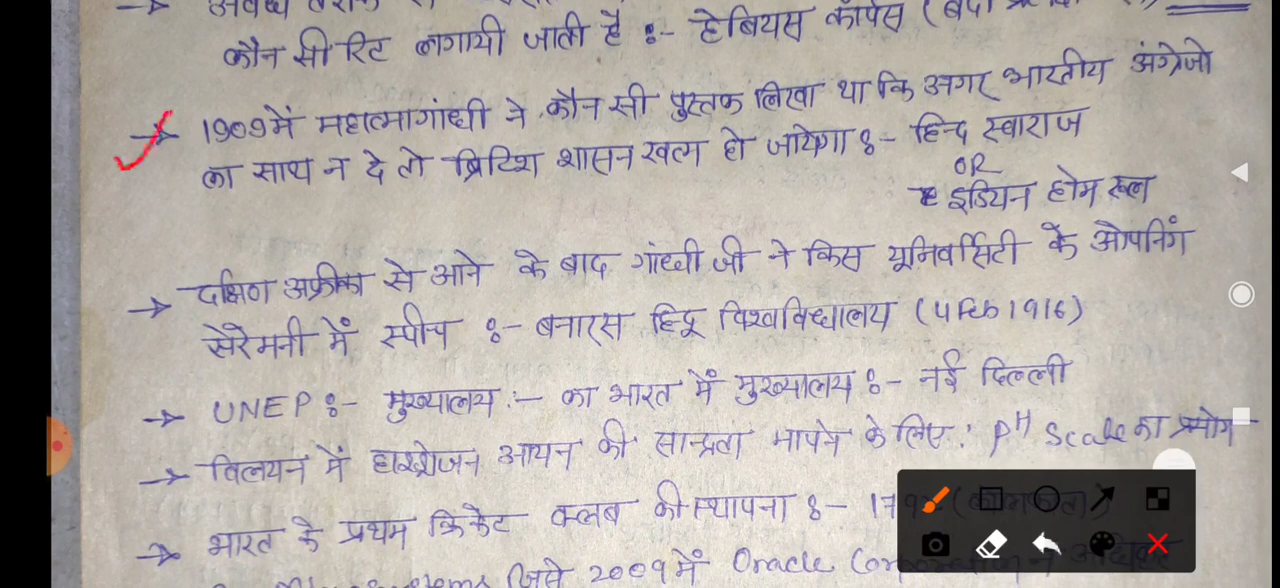 कौन सी रिट लगायी जाती है :- हेबियस कॉर्पस
→ 1909 में महात्मा गांधी ने कौन सी पुस्तक लिखा था कि अगर भारतीय अंग्रेजो
का साथ न दे तो ब्रिटिश शासन खत्म हो जायेगा :- हिन्द स्वाराज
OR
इंडियन होम रूल
→ दक्षिण अफ्रीका से आने के बाद गांधी जी ने किस यूनिवर्सिटी के ओपनिंग
सेरेमनी में स्पीच :- बनारस हिन्दू विश्वविद्यालय (4 Feb 1916)
→ UNEP :- मुख्यालय :- का भारत में मुख्यालय :- नई दिल्ली
→ विलयन में हाइड्रोजन आयन की सान्द्रता मापने के लिए : PH Scale का प्रयोग
→ भारत के प्रथम क्रिकेट क्लब की स्थापना :- 179
जिसे 2009 में Oracle